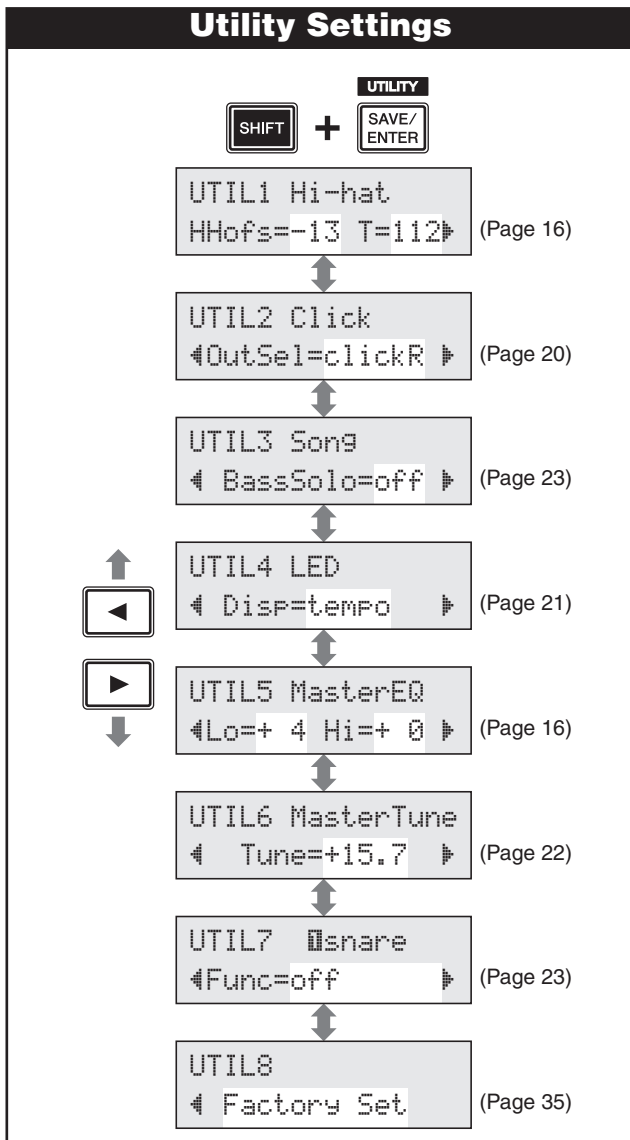 Utility Settings
UTILITY
SHIFT + SAVE/
ENTER
UTIL1 Hi-hat
HHofs=-13 T=112 (Page 16)
UTIL2 Click
OutSel=clickR (Page 20)
UTIL3 Song
BassSolo=off (Page 23)
UTIL4 LED
Disp=tempo (Page 21)
UTIL5 MasterEQ
Lo=+ 4 Hi=+ 0 (Page 16)
UTIL6 MasterTune
Tune=+15.7 (Page 22)
UTIL7 1snare
Func=off (Page 23)
UTIL8
Factory Set (Page 35)